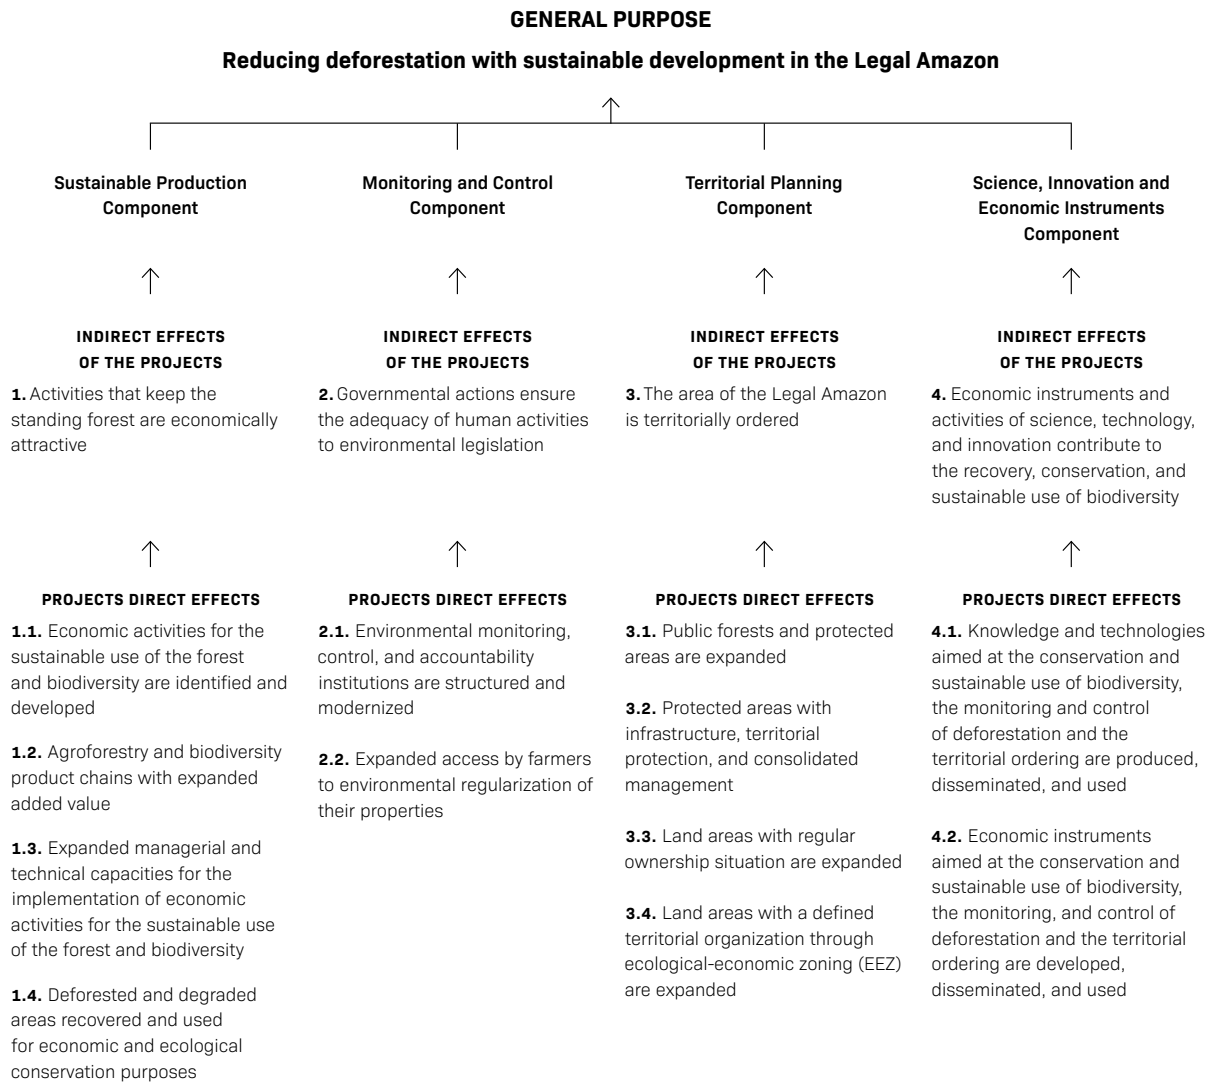 GENERAL PURPOSE
Reducing deforestation with sustainable development in the Legal Amazon
Sustainable Production
Component
Monitoring and Control
Component
Territorial Planning
Component
Science, Innovation and
Economic Instruments
Component
INDIRECT EFFECTS
OF THE PROJECTS
1. Activities that keep the
standing forest are economically
attractive
INDIRECT EFFECTS
OF THE PROJECTS
2. Governmental actions ensure
the adequacy of human activities
to environmental legislation
INDIRECT EFFECTS
OF THE PROJECTS
3. The area of the Legal Amazon
is territorially ordered
INDIRECT EFFECTS
OF THE PROJECTS
4. Economic instruments and
activities of science, technology,
and innovation contribute to
the recovery, conservation, and
sustainable use of biodiversity
PROJECTS DIRECT EFFECTS
1.1. Economic activities for the
sustainable use of the forest
and biodiversity are identified and
developed
1.2. Agroforestry and biodiversity
product chains with expanded
added value
1.3. Expanded managerial and
technical capacities for the
implementation of economic
activities for the sustainable use
of the forest and biodiversity
1.4. Deforested and degraded
areas recovered and used
for economic and ecological
conservation purposes
PROJECTS DIRECT EFFECTS
2.1. Environmental monitoring,
control, and accountability
institutions are structured and
modernized
2.2. Expanded access by farmers
to environmental regularization of
their properties
PROJECTS DIRECT EFFECTS
3.1. Public forests and protected
areas are expanded
3.2. Protected areas with
infrastructure, territorial
protection, and consolidated
management
3.3. Land areas with regular
ownership situation are expanded
3.4. Land areas with a defined
territorial organization through
ecological-economic zoning (EEZ)
are expanded
PROJECTS DIRECT EFFECTS
4.1. Knowledge and technologies
aimed at the conservation and
sustainable use of biodiversity,
the monitoring and control
of deforestation and the
territorial ordering are produced,
disseminated, and used
4.2. Economic instruments
aimed at the conservation and
sustainable use of biodiversity,
the monitoring, and control of
deforestation and the territorial
ordering are developed,
disseminated, and used